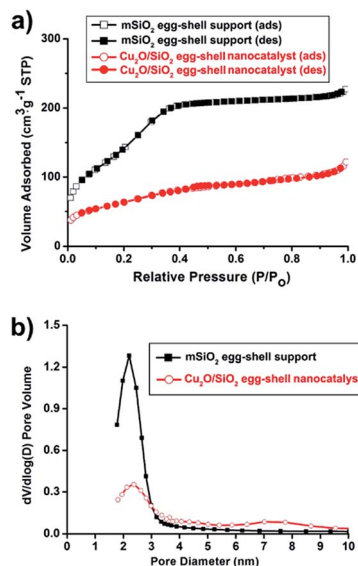 a)
mSiO₂ egg-shell support (ads)
mSiO₂ egg-shell support (des)
Cu₂O/SiO₂ egg-shell nanocatalyst (ads)
Cu₂O/SiO₂ egg-shell nanocatalyst (des)
Volume Adsorbed (cm³g⁻¹ STP)
400
300
200
100
0
0.0 0.2 0.4 0.6 0.8 1.0
Relative Pressure (P/P₀)
b)
mSiO₂ egg-shell support
Cu₂O/SiO₂ egg-shell nanocatalyst
dV/dlog(D) Pore Volume
1.5
1.2
0.9
0.6
0.3
0.0
0 1 2 3 4 5 6 7 8 9 10
Pore Diameter (nm)